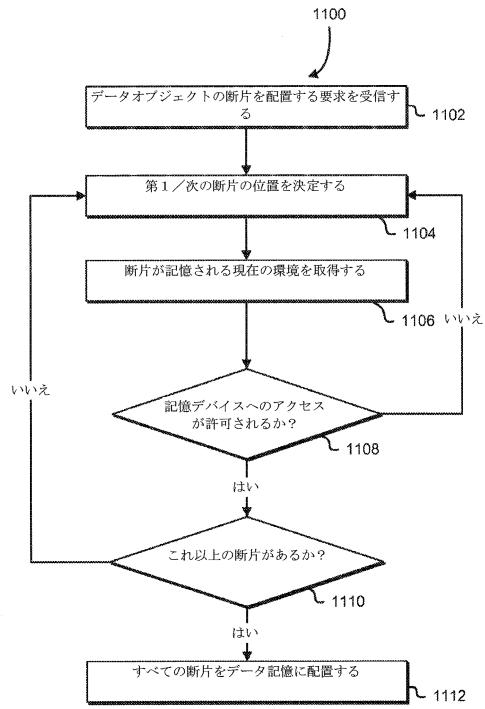 1100
データオブジェクトの断片を配置する要求を受信す
る
1102
第１／次の断片の位置を決定する
1104
断片が記憶される現在の環境を取得する
1106
いいえ
いいえ
記憶デバイスへのアクセス
が許可されるか？
1108
はい
これ以上の断片があるか？
1110
はい
すべての断片をデータ記憶に配置する
1112